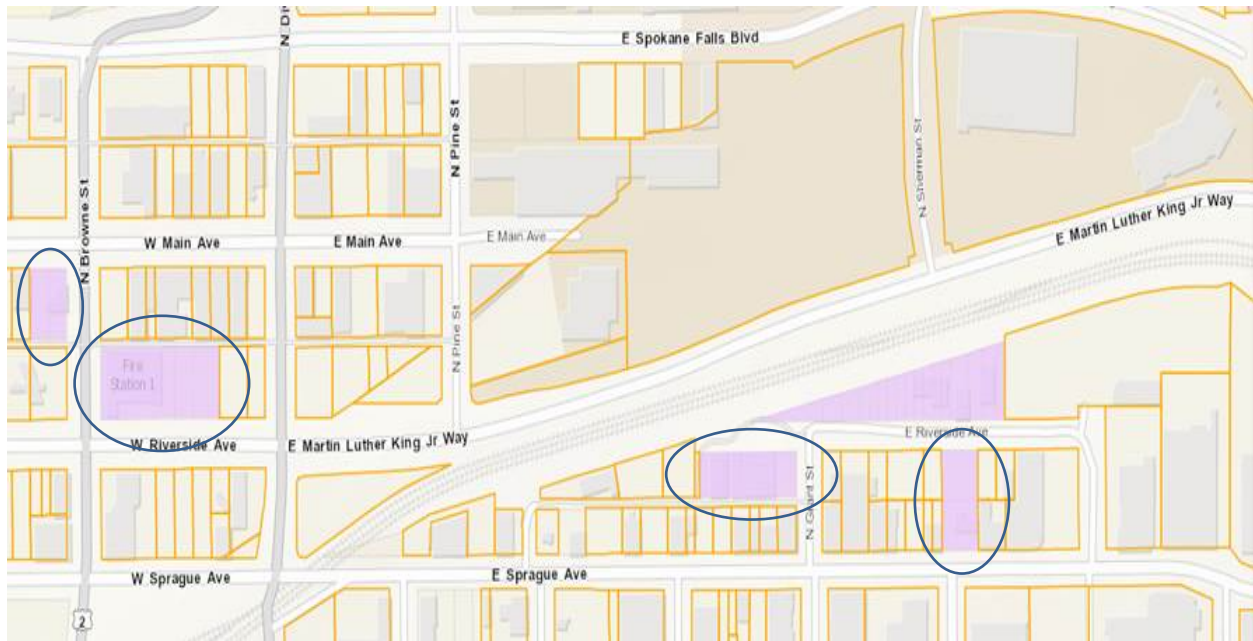 E Spokane Falls Blvd
N Pine St
N Sherman St
E Martin Luther King Jr Way
N Browne St
W Main Ave
E Main Ave
E Main Ave
N Pine St
Fire
Station 1
W Riverside Ave
E Martin Luther King Jr Way
E Riverside Ave
N Grant St
W Sprague Ave
E Sprague Ave
2